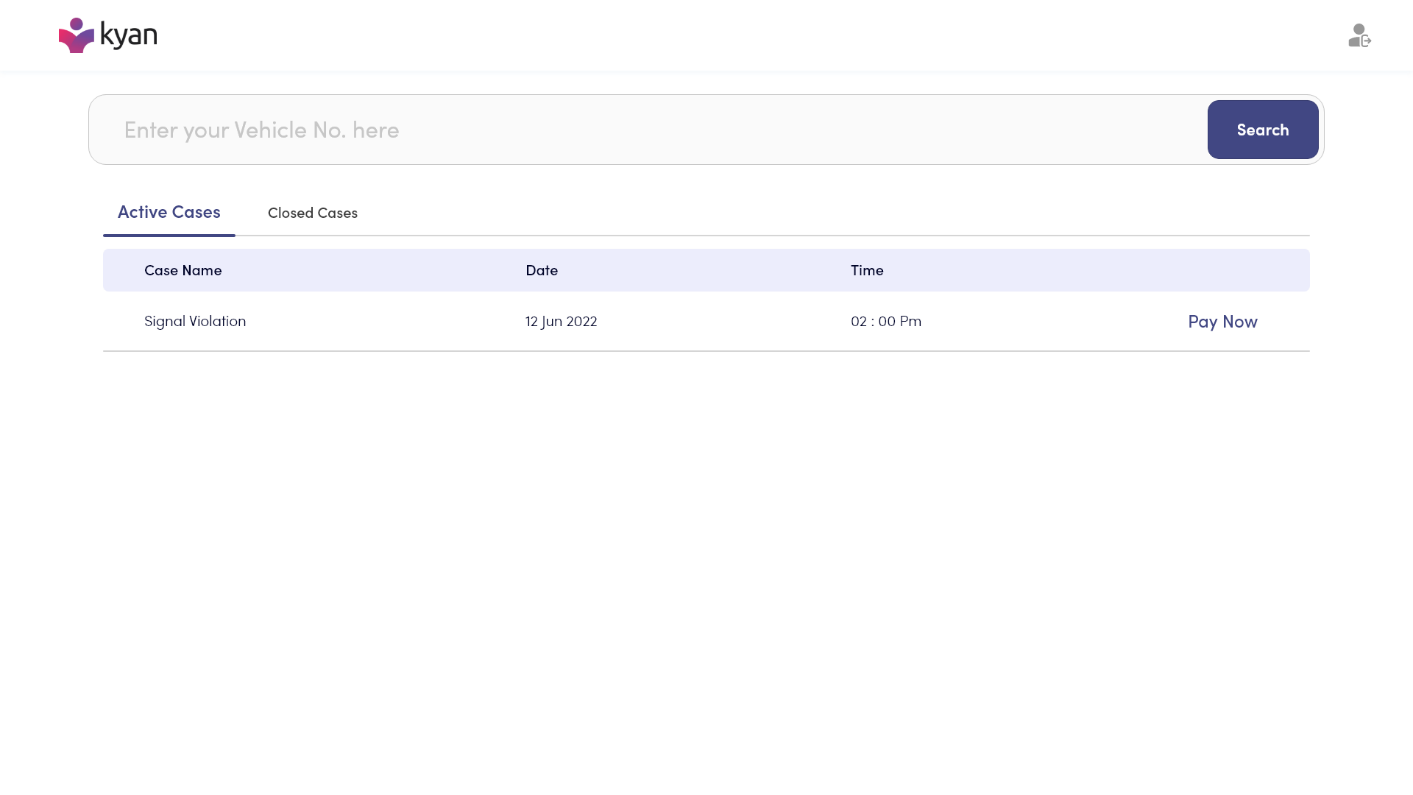 kyan
Enter your Vehicle No. here
Search
Active Cases
Closed Cases
Case Name
Date
Time
Signal Violation
12 Jun 2022
02 : 00 Pm
Pay Now